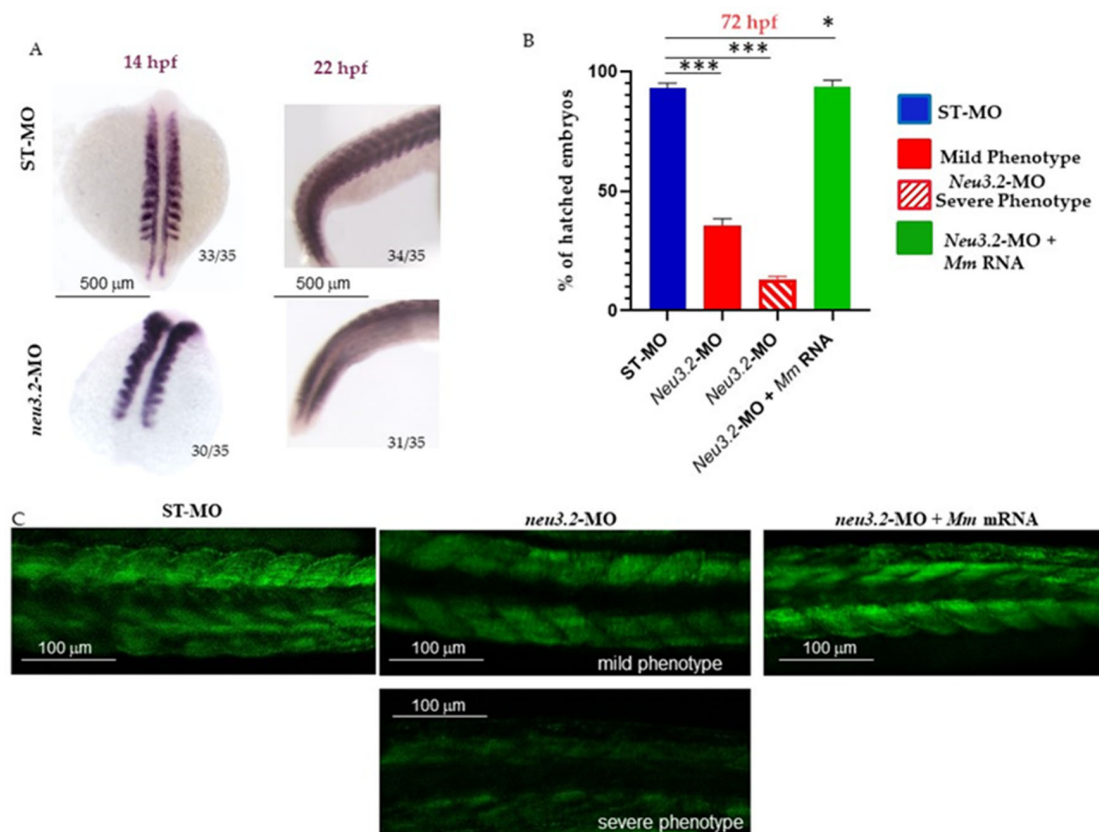 A
14 hpf
22 hpf
ST-MO
33/35
34/35
500 µm
500 µm
neu3.2-MO
30/35
31/35
B
72 hpf
*
***
***
% of hatched embryos
100
50
0
ST-MO
Neu3.2-MO
Neu3.2-MO
Neu3.2-MO + Mm RNA
ST-MO
Mild Phenotype
Neu3.2-MO
Severe Phenotype
Neu3.2-MO +
Mm RNA
C
ST-MO
neu3.2-MO
neu3.2-MO + Mm mRNA
100 µm
100 µm
mild phenotype
100 µm
100 µm
severe phenotype